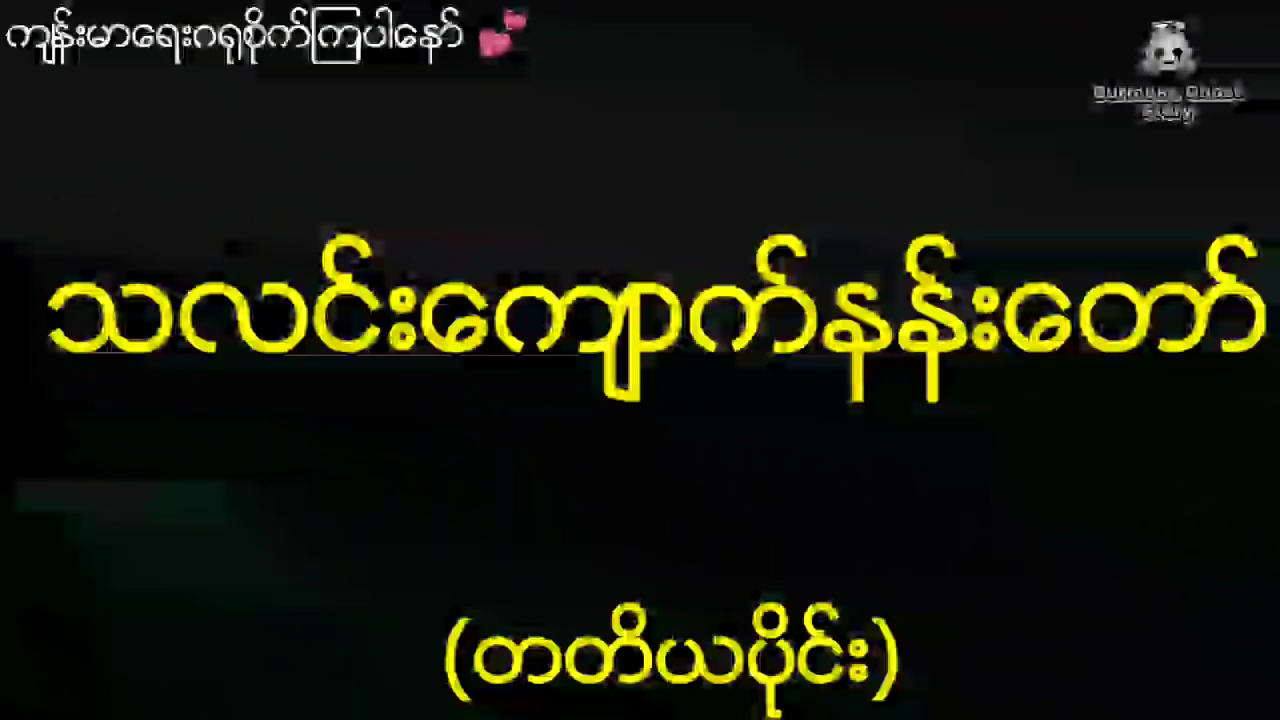 ကျန်းမာရေးဂရုစိုက်ကြပါနော် 💕
သလင်းကျောက်နန်းတော်
(တတိယပိုင်း)